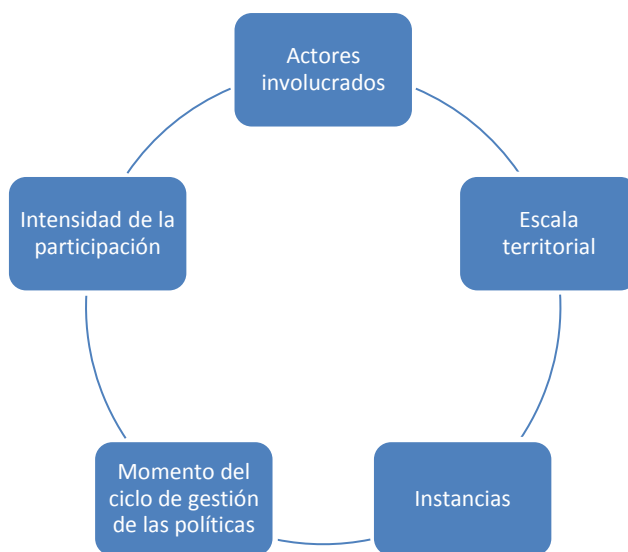 Actores
involucrados
Escala
territorial
Instancias
Momento del
ciclo de gestión
de las políticas
Intensidad de la
participación